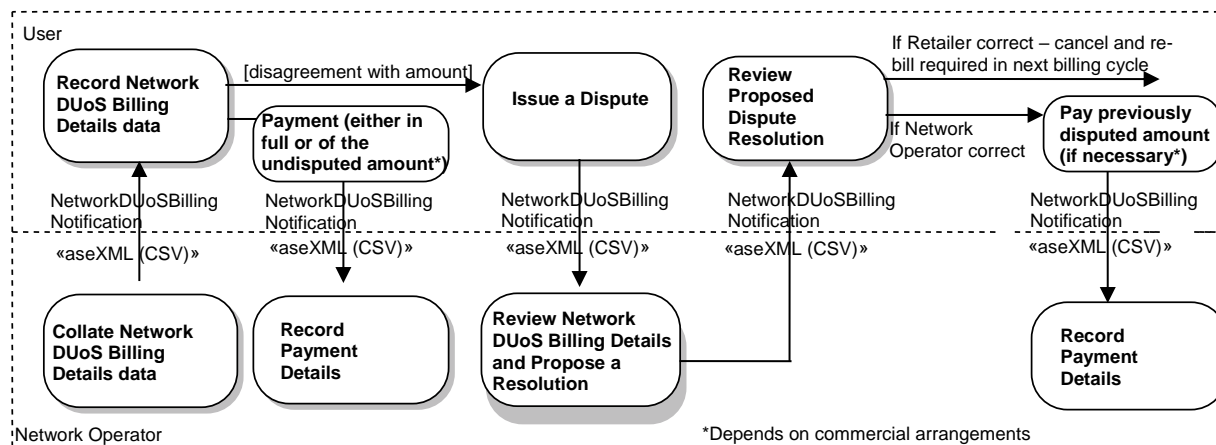 User
Record Network
DUoS Billing
Details data
[disagreement with amount]
Payment (either in
full or of the
undisputed amount*)
Issue a Dispute
Review
Proposed
Dispute
Resolution
If Retailer correct – cancel and re-
bill required in next billing cycle
If Network
Operator correct
Pay previously
disputed amount
(if necessary*)
NetworkDUoSBilling
Notification
«aseXML (CSV)»
NetworkDUoSBilling
Notification
«aseXML (CSV)»
NetworkDUoSBilling
Notification
«aseXML (CSV)»
NetworkDUoSBilling
Notification
«aseXML (CSV)»
NetworkDUoSBilling
Notification
«aseXML (CSV)»
Collate Network
DUoS Billing
Details data
Record
Payment
Details
Review Network
DUoS Billing Details
and Propose a
Resolution
Record
Payment
Details
Network Operator
*Depends on commercial arrangements